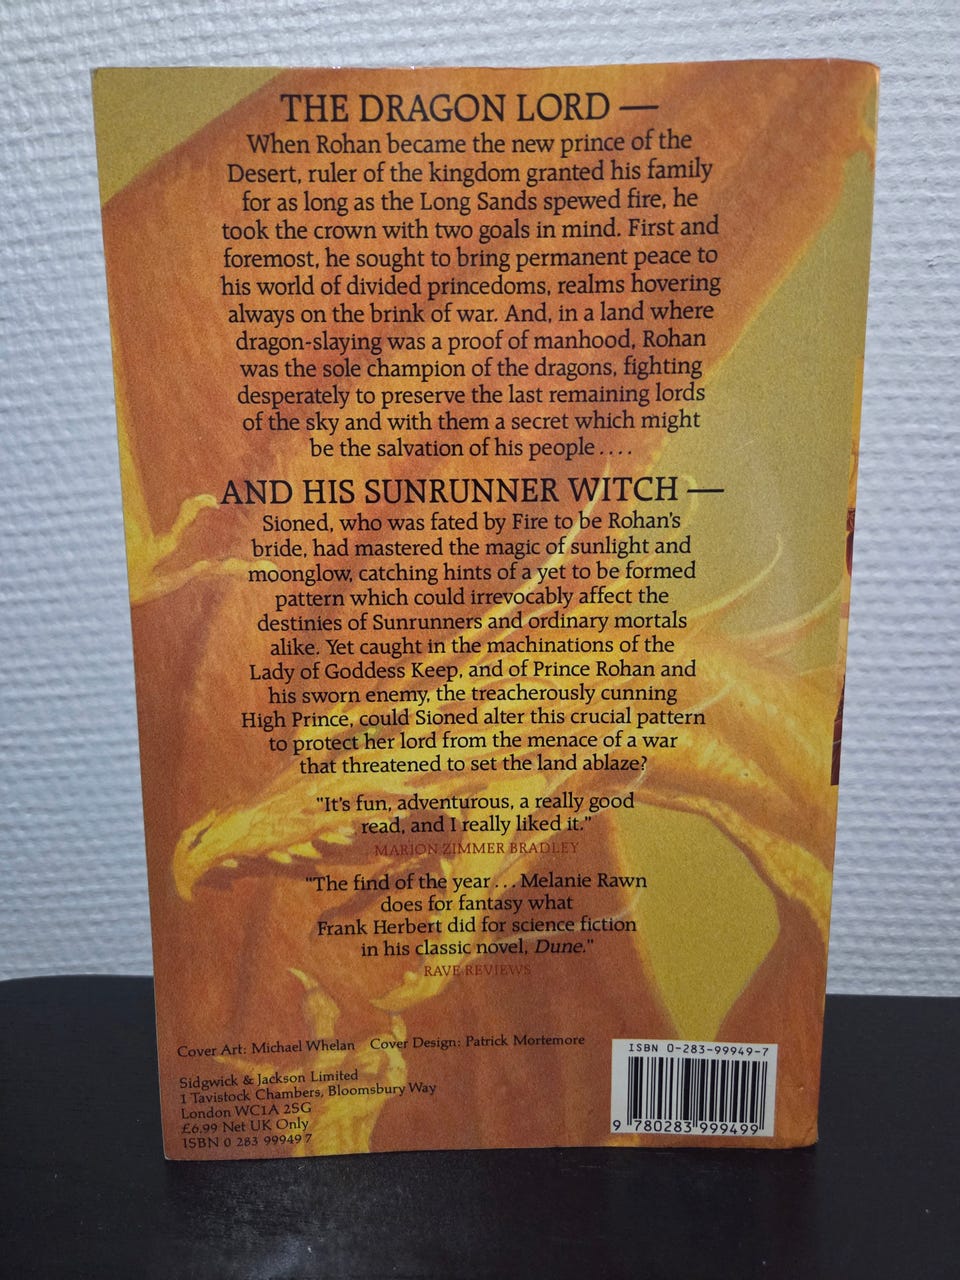 THE DRAGON LORD —
When Rohan became the new prince of the
Desert, ruler of the kingdom granted his family
for as long as the Long Sands spewed fire, he
took the crown with two goals in mind. First and
foremost, he sought to bring permanent peace to
his world of divided princedoms, realms hovering
always on the brink of war. And, in a land where
dragon-slaying was a proof of manhood, Rohan
was the sole champion of the dragons, fighting
desperately to preserve the last remaining lords
of the sky and with them a secret which might
be the salvation of his people . . . .
AND HIS SUNRUNNER WITCH —
Sioned, who was fated by Fire to be Rohan's
bride, had mastered the magic of sunlight and
moonglow, catching hints of a yet to be formed
pattern which could irrevocably affect the
destinies of Sunrunners and ordinary mortals
alike. Yet caught in the machinations of the
Lady of Goddess Keep, and of Prince Rohan and
his sworn enemy, the treacherously cunning
High Prince, could Sioned alter this crucial pattern
to protect her lord from the menace of a war
that threatened to set the land ablaze?
"It's fun, adventurous, a really good
read, and I really liked it."
MARION ZIMMER BRADLEY
"The find of the year . . . Melanie Rawn
does for fantasy what
Frank Herbert did for science fiction
in his classic novel, Dune."
RAVE REVIEWS
Cover Art: Michael Whelan Cover Design: Patrick Mortemore
Sidgwick & Jackson Limited
1 Tavistock Chambers, Bloomsbury Way
London WC1A 2SG
£6.99 Net UK Only
ISBN 0 283 99949 7
ISBN 0-283-99949-7
9 780283 999499